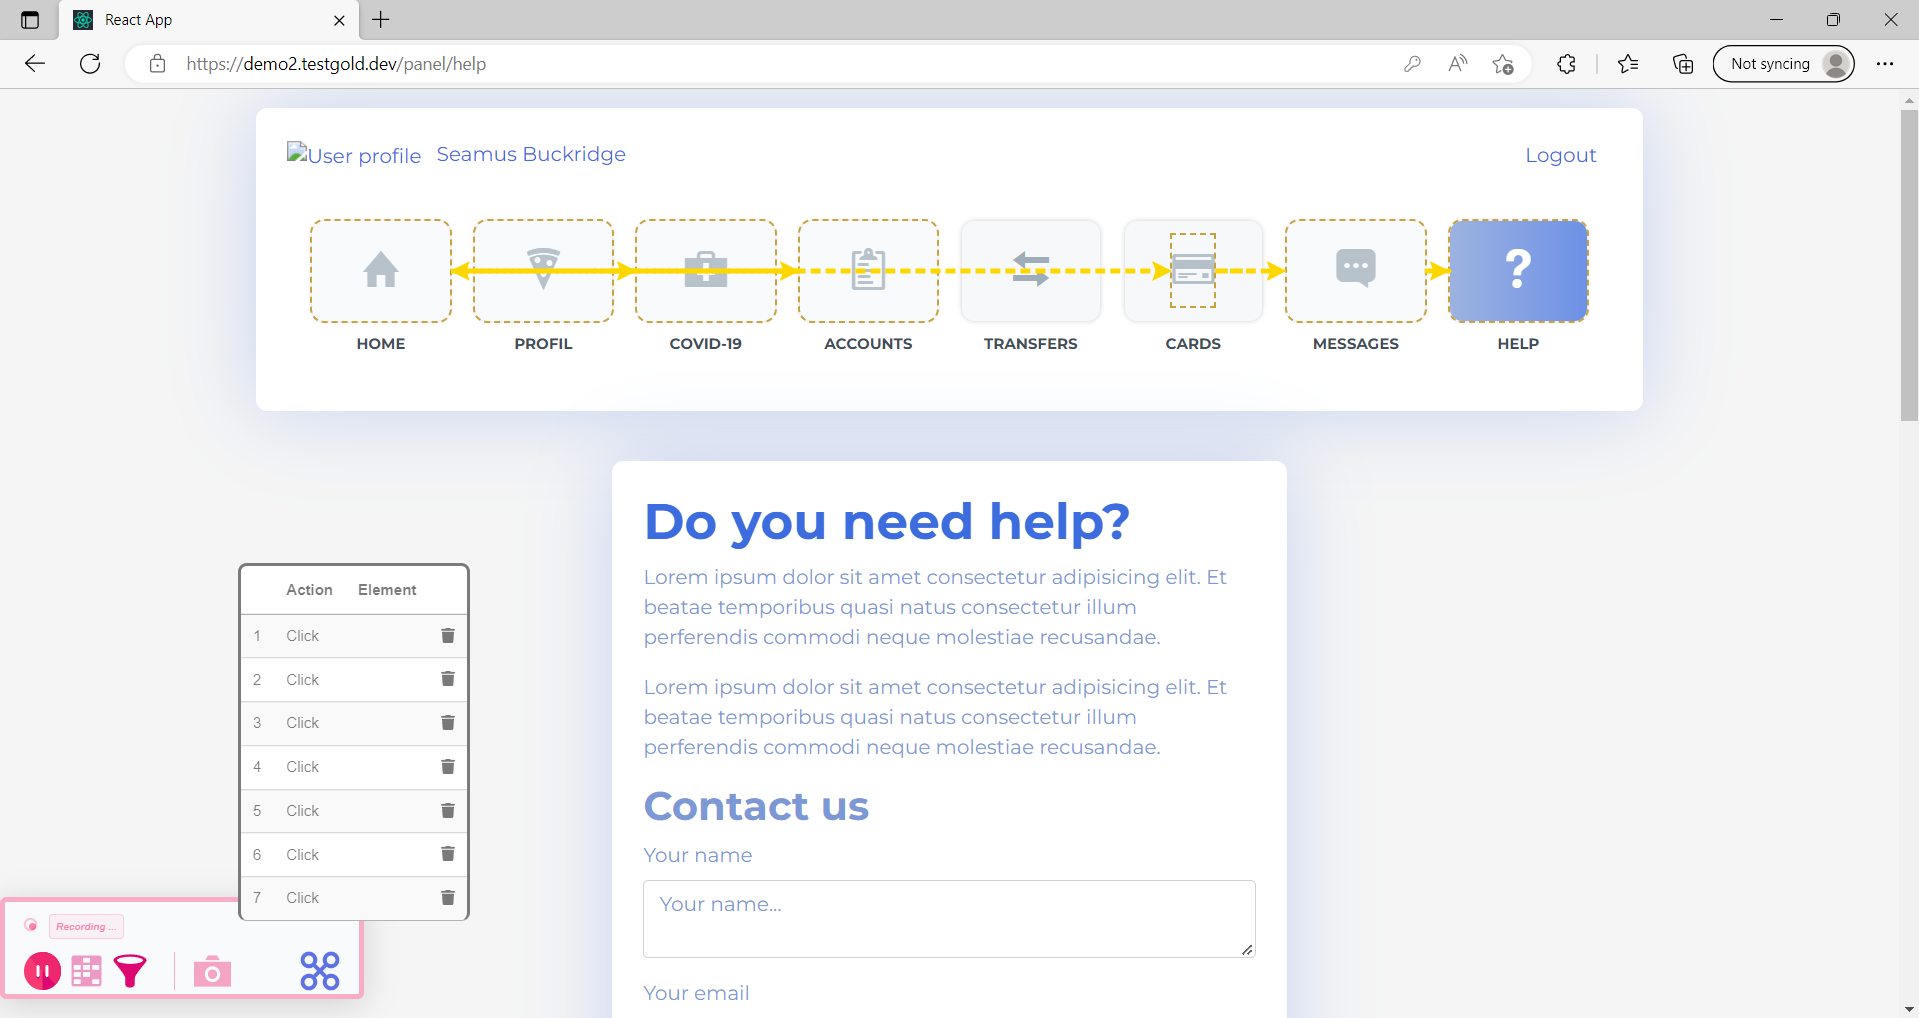 React App
https://demo2.testgold.dev/panel/help
Not syncing
User profile
Seamus Buckridge
Logout
HOME
PROFIL
COVID-19
ACCOUNTS
TRANSFERS
CARDS
MESSAGES
HELP
Do you need help?
Lorem ipsum dolor sit amet consectetur adipisicing elit. Et
beatae temporibus quasi natus consectetur illum
perferendis commodi neque molestiae recusandae.
Lorem ipsum dolor sit amet consectetur adipisicing elit. Et
beatae temporibus quasi natus consectetur illum
perferendis commodi neque molestiae recusandae.
Contact us
Your name
Your name...
Your email
Action Element
1 Click
2 Click
3 Click
4 Click
5 Click
6 Click
7 Click
Recording ...